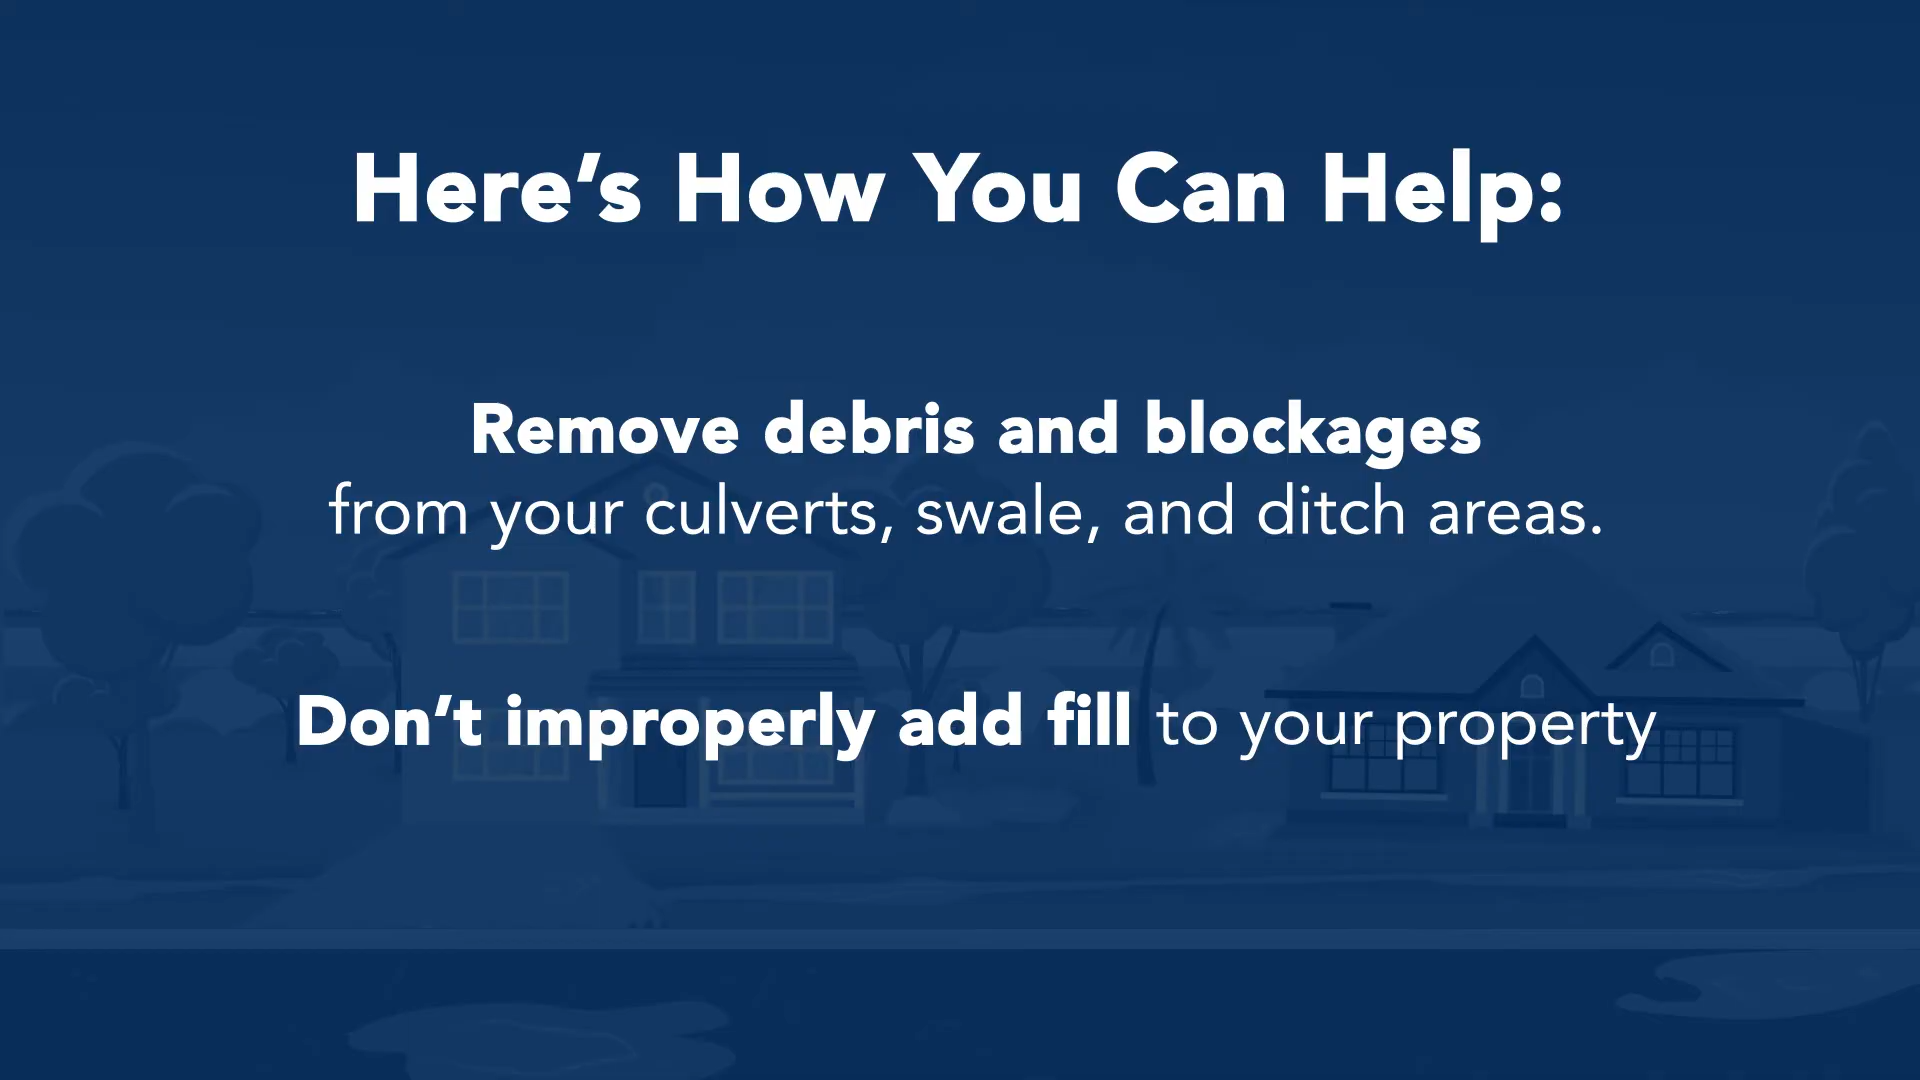 Here’s How You Can Help:
Remove debris and blockages
from your culverts, swale, and ditch areas.
Don’t improperly add fill to your property